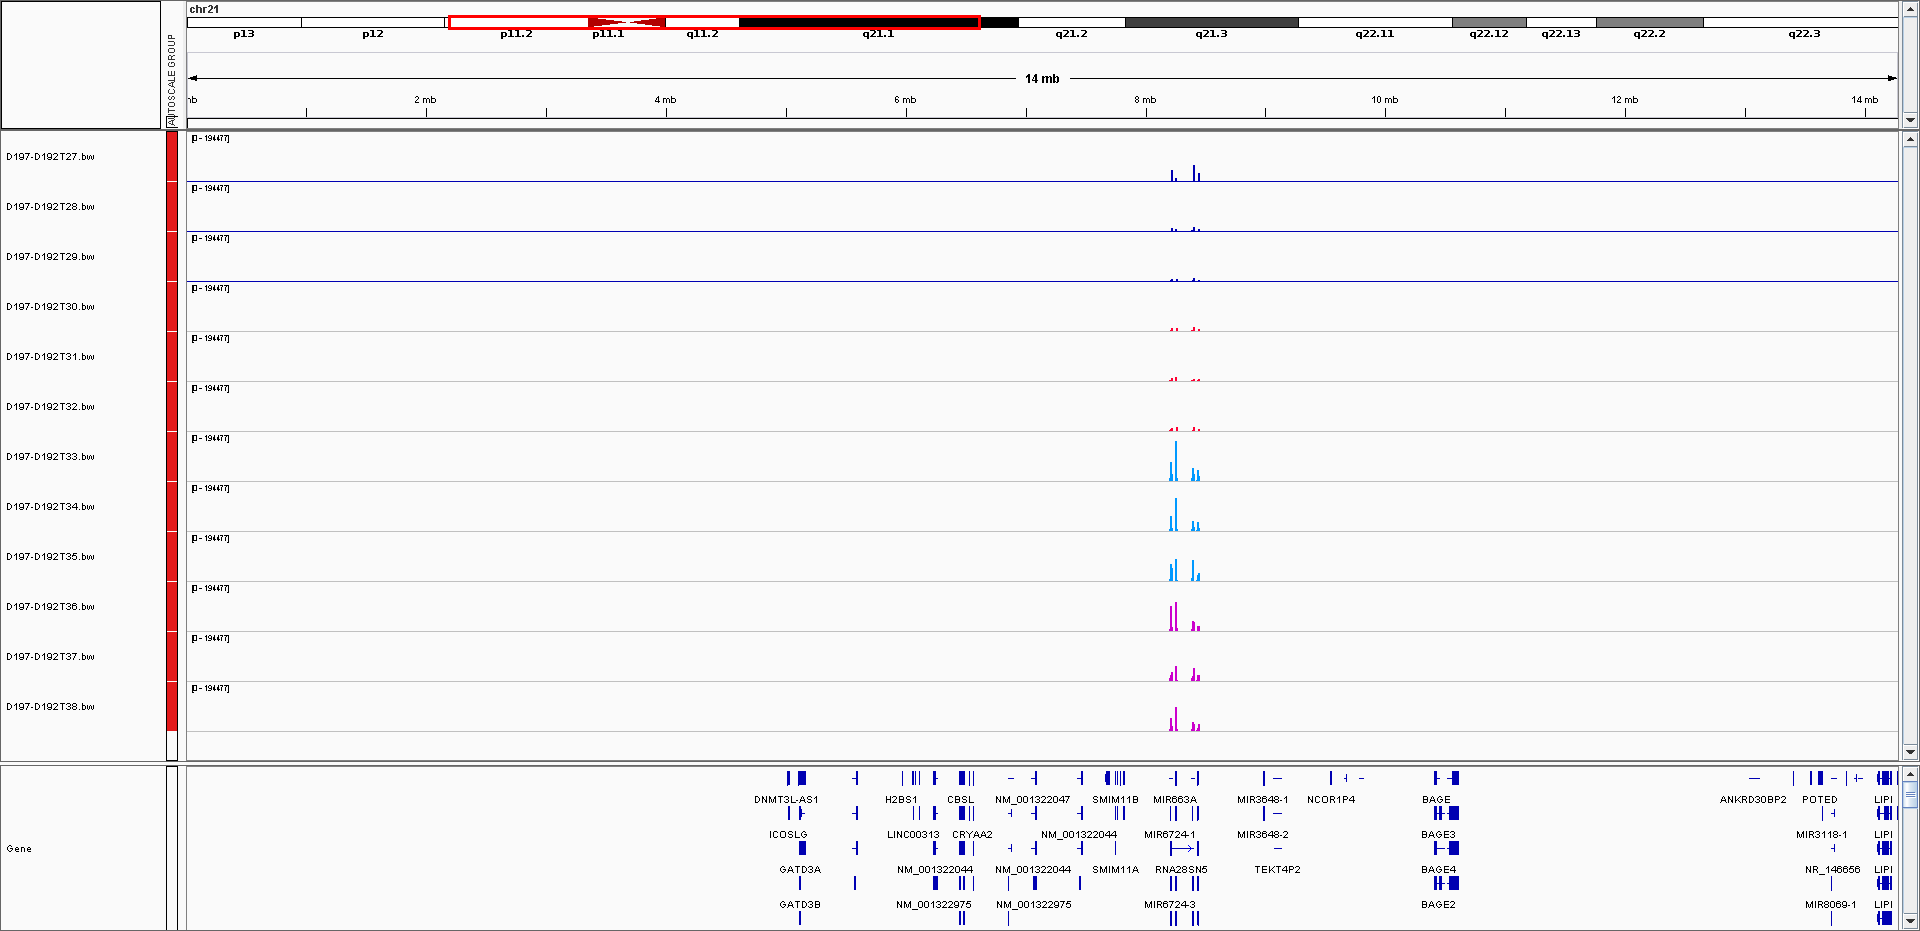 chr21
p13 p12 p11.2 p11.1 q11.2 q21.1 q21.2 q21.3 q22.11 q22.12 q22.13 q22.2 q22.3
AUTOSCALE GROUP
14 mb
2 mb 4 mb 6 mb 8 mb 10 mb 12 mb 14 mb
[0 - 194477]
D197-D192T27.bw
[0 - 194477]
D197-D192T28.bw
[0 - 194477]
D197-D192T29.bw
[0 - 194477]
D197-D192T30.bw
[0 - 194477]
D197-D192T31.bw
[0 - 194477]
D197-D192T32.bw
[0 - 194477]
D197-D192T33.bw
[0 - 194477]
D197-D192T34.bw
[0 - 194477]
D197-D192T35.bw
[0 - 194477]
D197-D192T36.bw
[0 - 194477]
D197-D192T37.bw
[0 - 194477]
D197-D192T38.bw
DNMT3L-AS1 H2BS1 CBSL NM_001322047 SMIM11B MIR663A MIR3648-1 NCOR1P4 BAGE ANKRD30BP2 POTED LIPI
ICOSLG LINC00313 CRYAA2 NM_001322044 MIR6724-1 MIR3648-2 BAGE3 MIR3118-1 LIPI
Gene
GATD3A NM_001322044 NM_001322044 SMIM11A RNA28SN5 TEKT4P2 BAGE4 NR_146656 LIPI
GATD3B NM_001322975 NM_001322975 MIR6724-3 BAGE2 MIR8069-1 LIPI